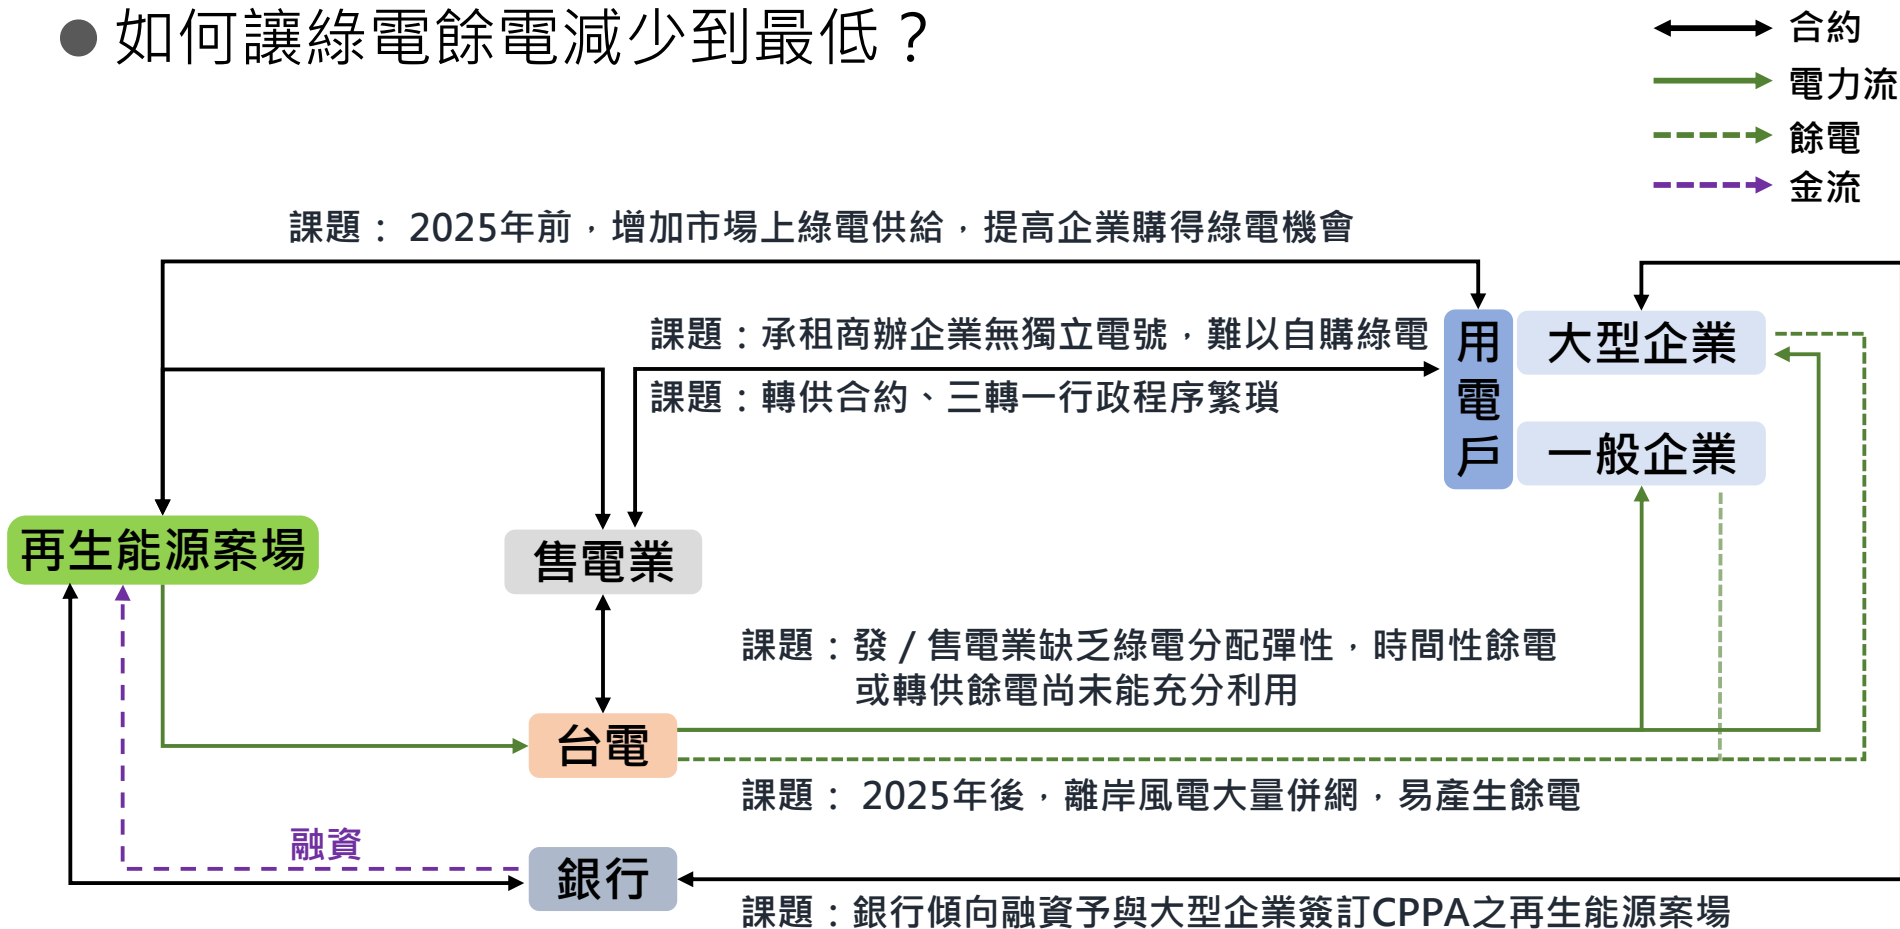 如何讓綠電餘電減少到最低？
合約
電力流
餘電
金流
課題： 2025年前，增加市場上綠電供給，提高企業購得綠電機會
課題：承租商辦企業無獨立電號，難以自購綠電
課題：轉供合約、三轉一行政程序繁瑣
用電戶
大型企業
一般企業
再生能源案場
售電業
課題：發 / 售電業缺乏綠電分配彈性，時間性餘電
或轉供餘電尚未能充分利用
台電
課題： 2025年後，離岸風電大量併網，易產生餘電
融資
銀行
課題：銀行傾向融資予與大型企業簽訂CPPA之再生能源案場